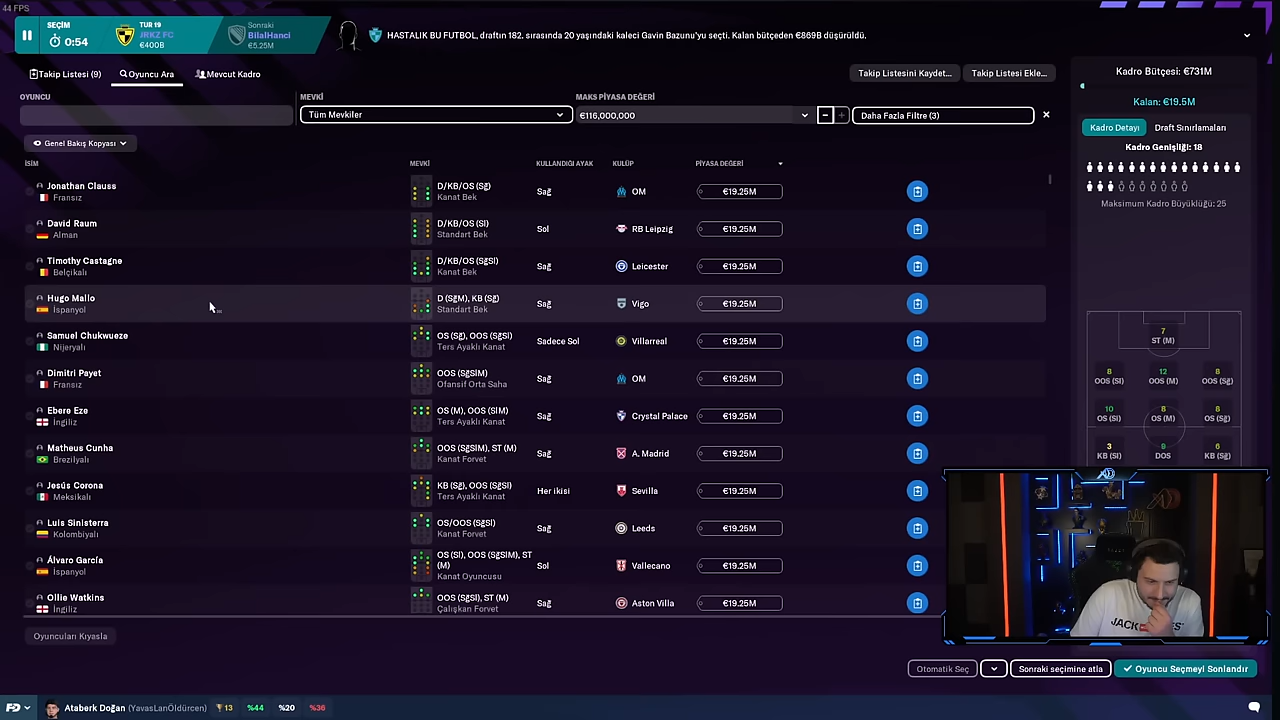 44 FPS
SEÇİM
0:54
TUR 19
JRKZ FC
€400B
Sonraki
BilalHanci
€5.25M
HASTALIK BU FUTBOL, draftın 182. sırasında 20 yaşındaki kaleci Gavin Bazunu'yu seçti. Kalan bütçeden €869B düşürüldü.
Takip Listesi (9)
Oyuncu Ara
Mevcut Kadro
Takip Listesini Kaydet...
Takip Listesi Ekle...
OYUNCU
MEVKİ
MAKS PİYASA DEĞERİ
Tüm Mevkiler
€116,000,000
Daha Fazla Filtre (3)
Genel Bakış Kopyası
İSİM
MEVKİ
KULLANDIĞI AYAK
KULÜP
PİYASA DEĞERİ
Jonathan Clauss
Fransız
D/KB/OS (Sğ)
Kanat Bek
Sağ
OM
€19.25M
David Raum
Alman
D/KB/OS (Sl)
Standart Bek
Sol
RB Leipzig
€19.25M
Timothy Castagne
Belçikalı
D/KB/OS (SğSl)
Kanat Bek
Sağ
Leicester
€19.25M
Hugo Mallo
İspanyol
D (SğM), KB (Sğ)
Standart Bek
Sağ
Vigo
€19.25M
Samuel Chukwueze
Nijeryalı
OS (Sğ), OOS (SğSl)
Ters Ayaklı Kanat
Sadece Sol
Villarreal
€19.25M
Dimitri Payet
Fransız
OOS (SğSlM)
Ofansif Orta Saha
Sağ
OM
€19.25M
Ebere Eze
İngiliz
OS (M), OOS (SlM)
Ters Ayaklı Kanat
Sağ
Crystal Palace
€19.25M
Matheus Cunha
Brezilyalı
OOS (SğSlM), ST (M)
Kanat Forvet
Sağ
A. Madrid
€19.25M
Jesús Corona
Meksikalı
KB (Sğ), OOS (SğSl)
Ters Ayaklı Kanat
Her ikisi
Sevilla
€19.25M
Luis Sinisterra
Kolombiyalı
OS/OOS (SğSl)
Kanat Forvet
Sağ
Leeds
€19.25M
Álvaro García
İspanyol
OS (Sl), OOS (SğSlM), ST
(M)
Kanat Oyuncusu
Sol
Vallecano
€19.25M
Ollie Watkins
İngiliz
OOS (SğSl), ST (M)
Çalışkan Forvet
Sağ
Aston Villa
€19.25M
Kadro Bütçesi: €731M
Kalan: €19.5M
Kadro Detayı
Draft Sınırlamaları
Kadro Genişliği: 18
Maksimum Kadro Büyüklüğü: 25
7
ST (M)
8
OOS (Sl)
12
OOS (M)
8
OOS (Sğ)
10
OS (Sl)
8
OS (M)
8
OS (Sğ)
3
KB (Sl)
9
DOS
6
KB (Sğ)
Oyuncuları Kıyasla
Otomatik Seç
Sonraki seçimine atla
Oyuncu Seçmeyi Sonlandır
Ataberk Doğan (YavasLanÖldürcen)
13
%44
%20
%36